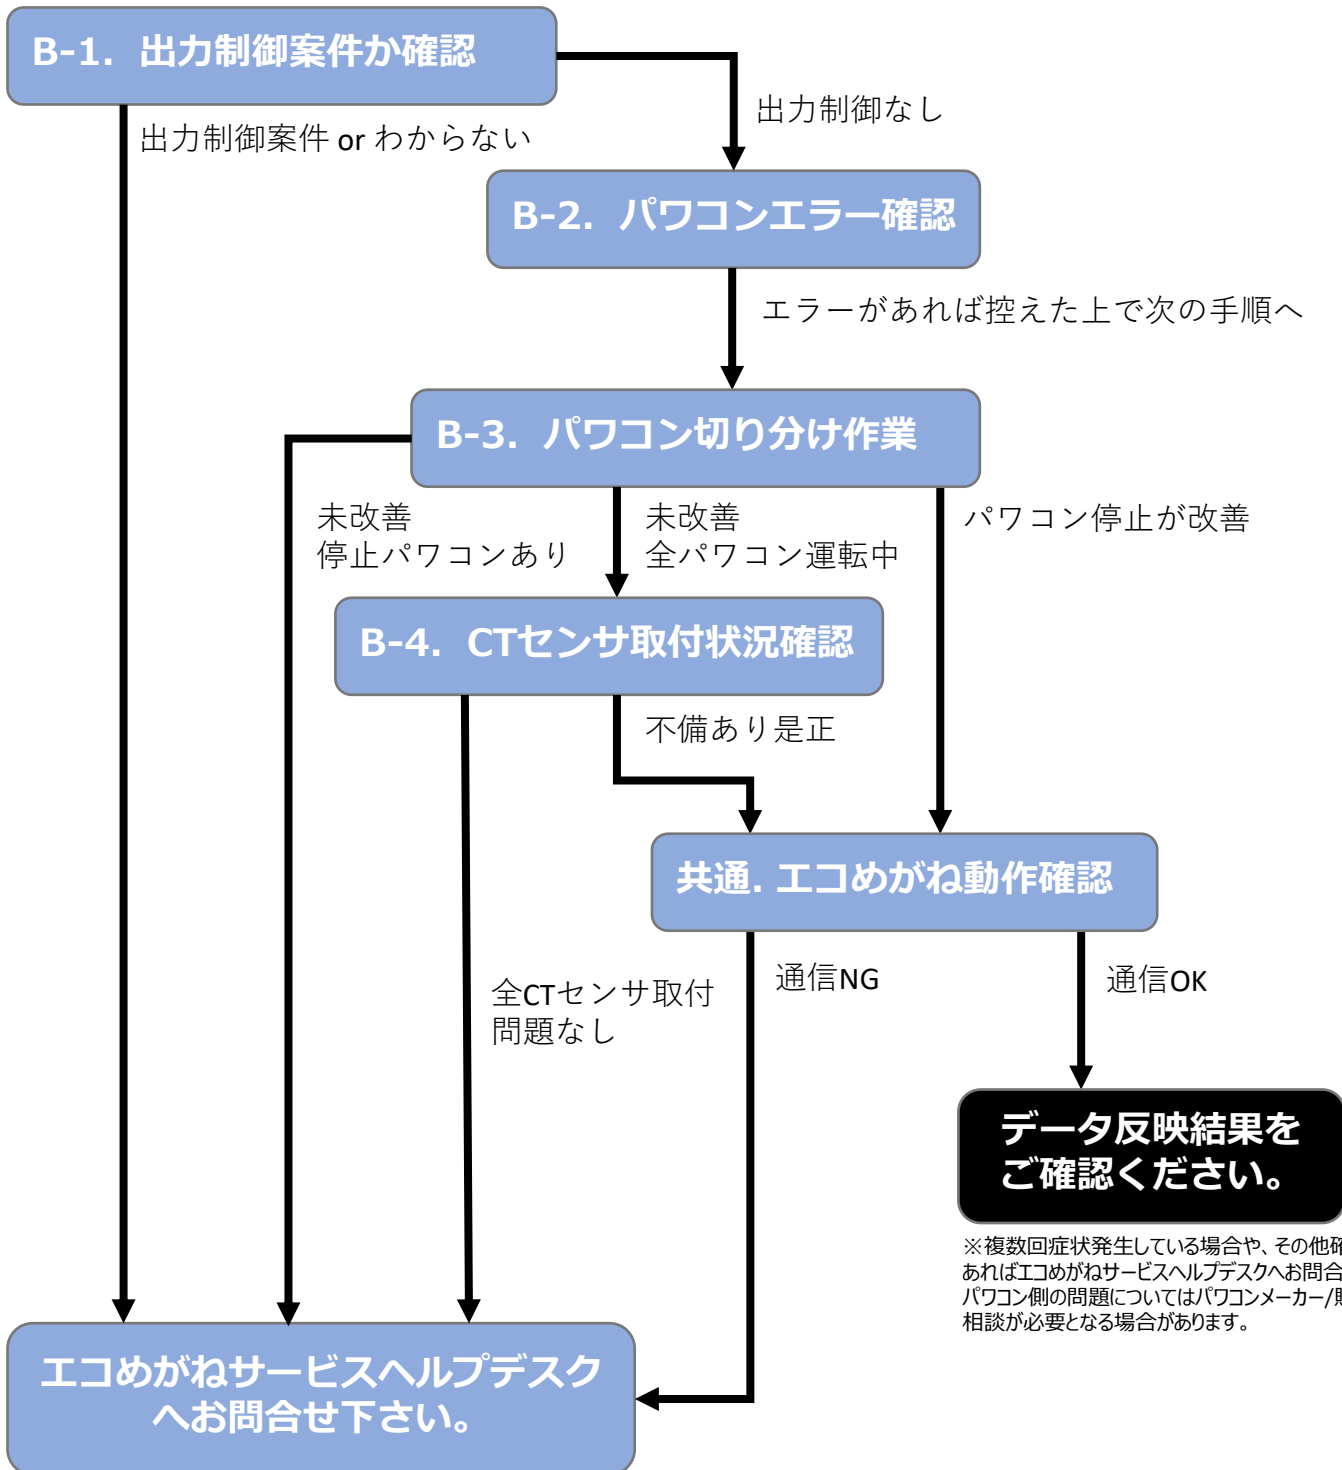 B-1. 出力制御案件か確認
出力制御なし
出力制御案件 or わからない
B-2. パワコンエラー確認
エラーがあれば控えた上で次の手順へ
B-3. パワコン切り分け作業
未改善
停止パワコンあり
未改善
全パワコン運転中
パワコン停止が改善
B-4. CTセンサ取付状況確認
不備あり是正
共通. エコめがね動作確認
全CTセンサ取付
問題なし
通信NG
通信OK
データ反映結果を
ご確認ください。
※複数回症状発生している場合や、その他確
あればエコめがねサービスヘルプデスクへお問合
パワコン側の問題についてはパワコンメーカー/
相談が必要となる場合があります。
エコめがねサービスヘルプデスク
へお問合せ下さい。